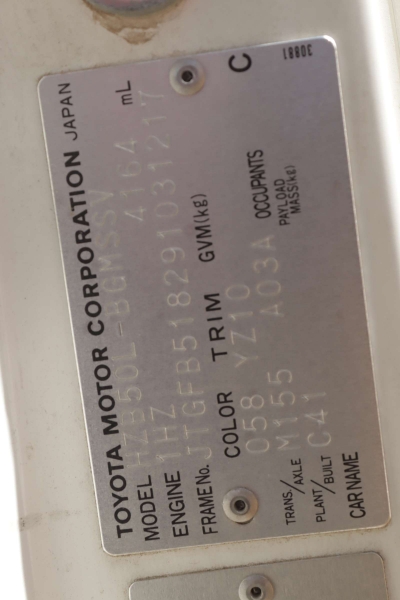 TOYOTA MOTOR CORPORATION JAPAN
MODEL HZB50L-BGMSSV
ENGINE 1HZ 4164 mL
FRAME No. JTGFB518291031217
COLOR TRIM GVM(kg)
058 YZ10
TRANS/AXLE M155 A03A OCCUPANTS
PLANT/BUILT C41 PAYLOAD MASS(kg)
CAR NAME C
30881